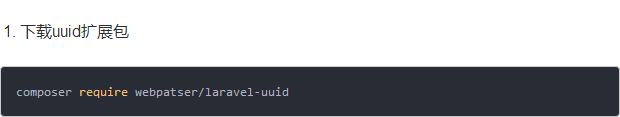 1. 下载uuid扩展包
composer require webpatser/laravel-uuid